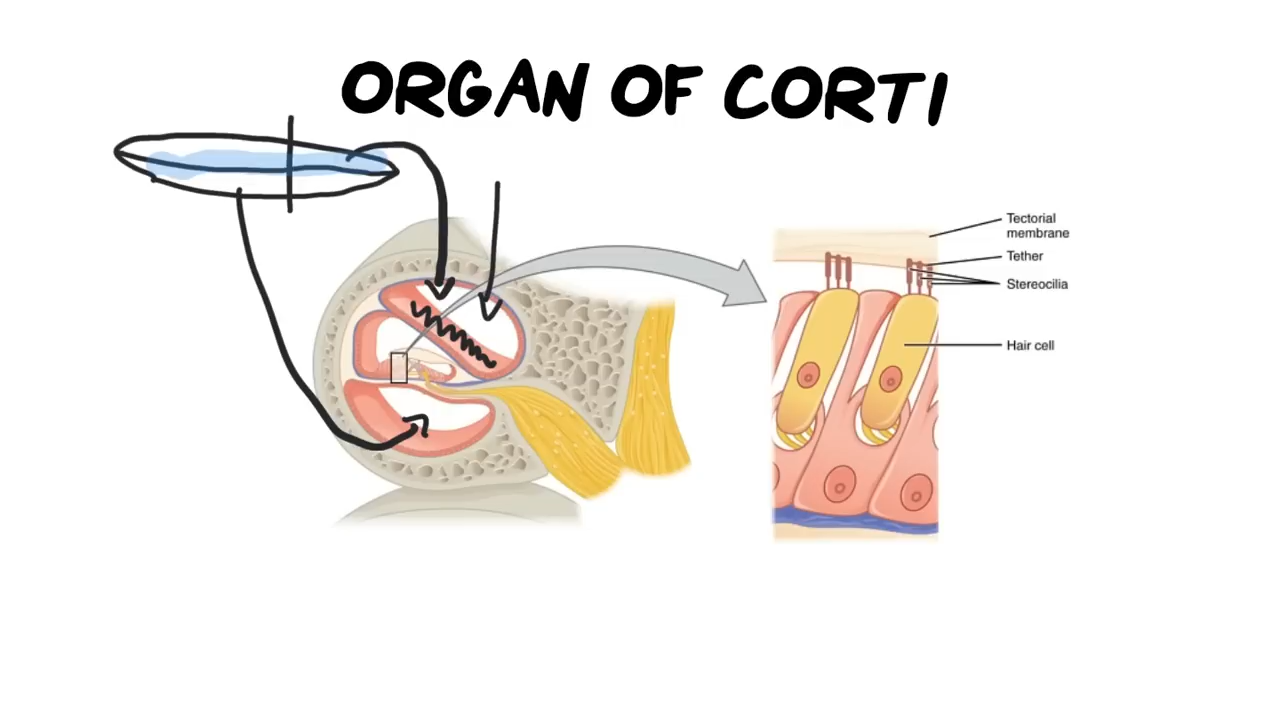 ORGAN OF CORTI
Tectorial
membrane
Tether
Stereocilia
Hair cell